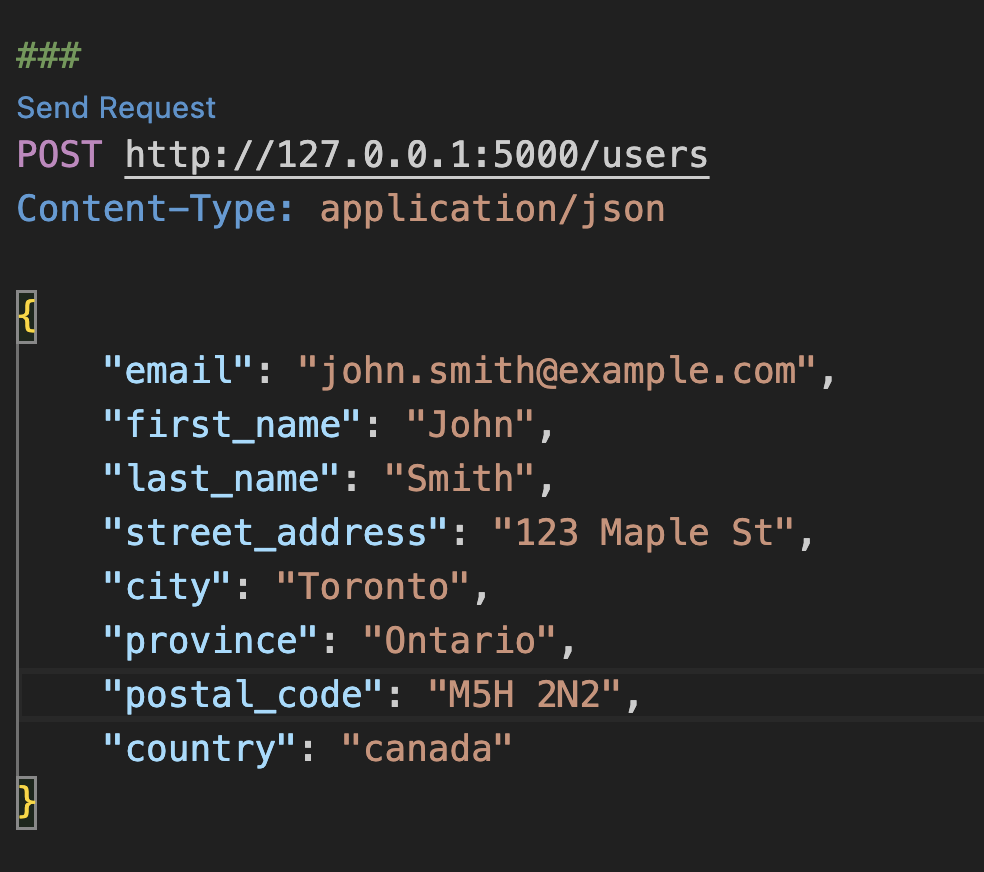 ###
Send Request
POST http://127.0.0.1:5000/users
Content-Type: application/json
{
"email": "john.smith@example.com",
"first_name": "John",
"last_name": "Smith",
"street_address": "123 Maple St",
"city": "Toronto",
"province": "Ontario",
"postal_code": "M5H 2N2",
"country": "canada"
}